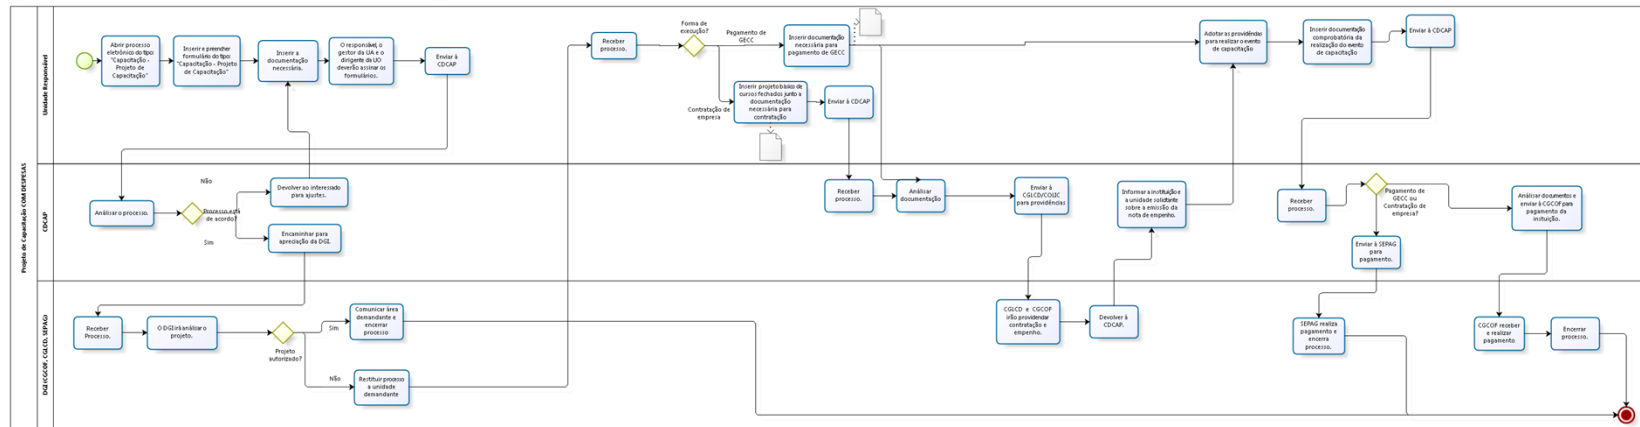 Projeto de Capacitação COM DESPESAS
Unidade Responsável
Abrir processo
eletrônico do tipo:
"Capacitação -
Projeto de
Capacitação"
Inserir e preencher
formulário do tipo:
"Capacitação - Projeto
de Capacitação"
Inserir a
documentação
necessária.
O responsável, o
gestor da UA e o
dirigente da UO
deverão assinar os
formulários.
Enviar à
CDCAP
Receber
processo.
Forma de
execução?
Pagamento de
GECC
Inserir documentação
necessária para
pagamento de GECC
Contratação de
empresa
Inserir projeto básico de
cursos fechados junto a
documentação
necessária para
contratação
Enviar à CDCAP
Adotar as providências
para realizar o evento
de capacitação
Inserir documentação
comprobatória da
realização do evento
de capacitação
Enviar à CDCAP
CDCAP
Análisar o processo.
Processo está
de acordo?
Não
Devolver ao interessado
para ajustes.
Sim
Encaminhar para
apreciação da DGI.
Receber
processo.
Análisar
documentação
Enviar à
CGLCD/COLIC
para providências
Informar a instituição e
a unidade solicitante
sobre a emissão da
nota de empenho.
Receber
processo.
Pagamento de
GECC ou
Contratação de
empresa?
Enviar à SEPAG
para
pagamento.
Análisar documentos e
enviar à CGCOF para
pagamento da
instituição.
DGI (CGCOF, CGLCD, SEPAG)
Receber
Processo.
O DGI irá análisar o
projeto.
Projeto
autorizado?
Sim
Comunicar área
demandante e
encerrar
processo
Não
Restituir processo
a unidade
demandante
CGLCD e CGCOF
irão providenciar
contratação e
empenho.
Devolver à
CDCAP.
SEPAG realiza
pagamento e
encerra
processo.
CGCOF receber
e realizar
pagamento
Encerrar
processo.